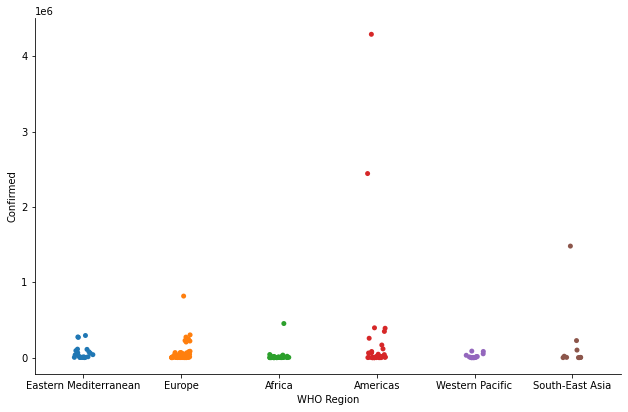 1e6
4
3
2
1
0
Confirmed
Eastern Mediterranean Europe Africa Americas Western Pacific South-East Asia
WHO Region